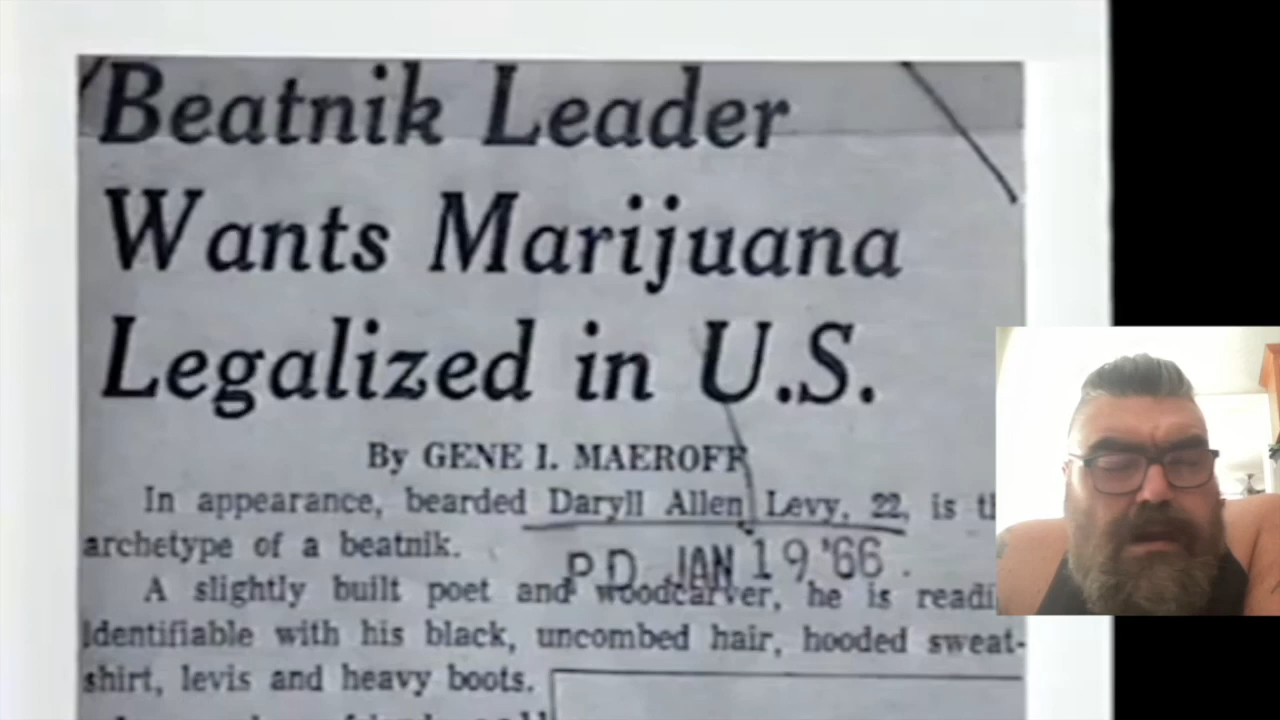 Beatnik Leader
Wants Marijuana
Legalized in U.S.
By GENE I. MAEROFF
In appearance, bearded Daryll Allen Levy, 22, is
archetype of a beatnik.
P.D. JAN 19 '66
A slightly built poet and woodcarver, he is
identifiable with his black, uncombed hair, hooded sweat-
shirt, levis and heavy boots.